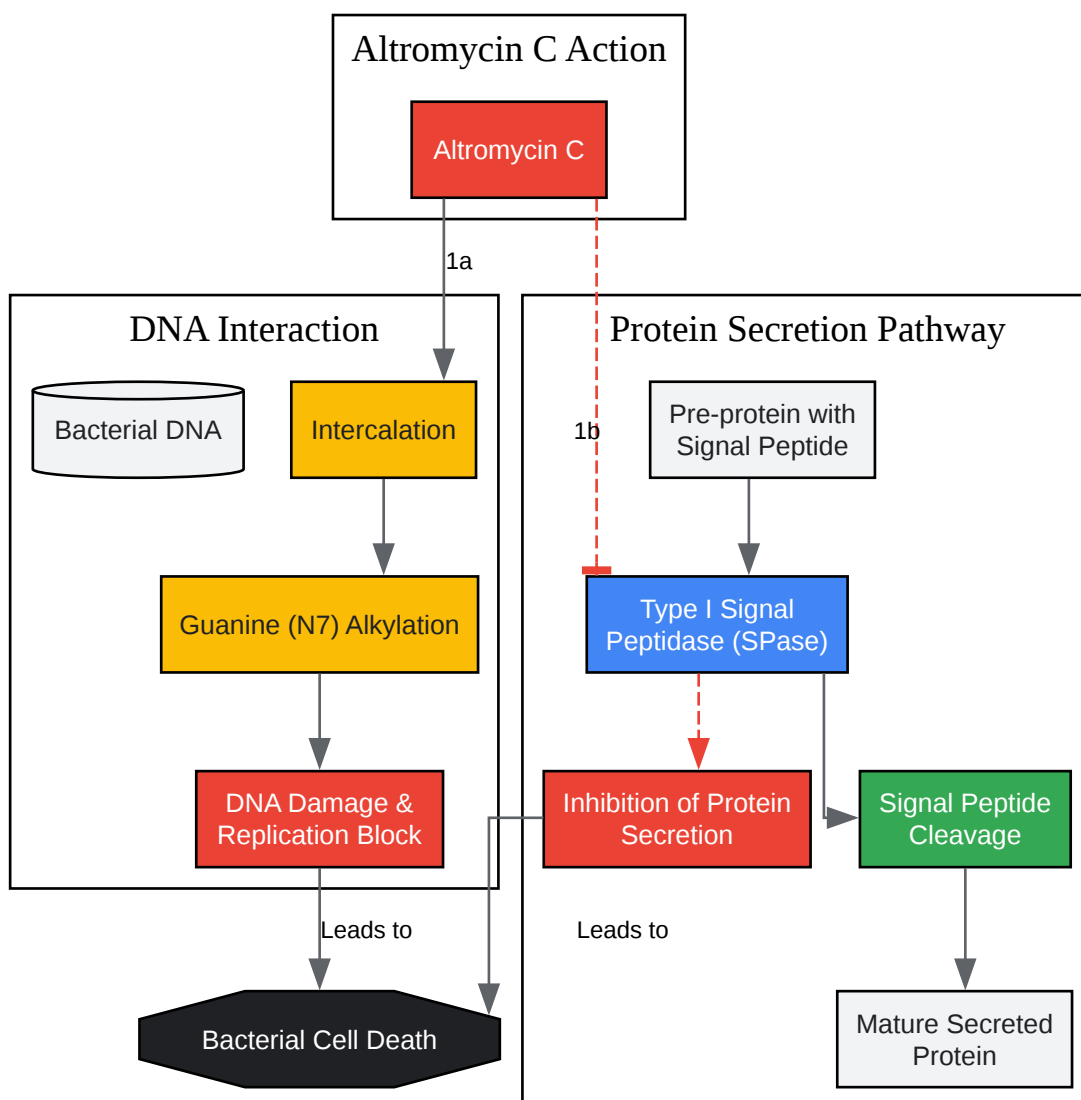 Altromycin C Action
Altromycin C
1a
DNA Interaction
Protein Secretion Pathway
Bacterial DNA
Intercalation
1b
Pre-protein with
Signal Peptide
Guanine (N7) Alkylation
Type I Signal
Peptidase (SPase)
DNA Damage &
Replication Block
Inhibition of Protein
Secretion
Signal Peptide
Cleavage
Leads to
Leads to
Bacterial Cell Death
Mature Secreted
Protein